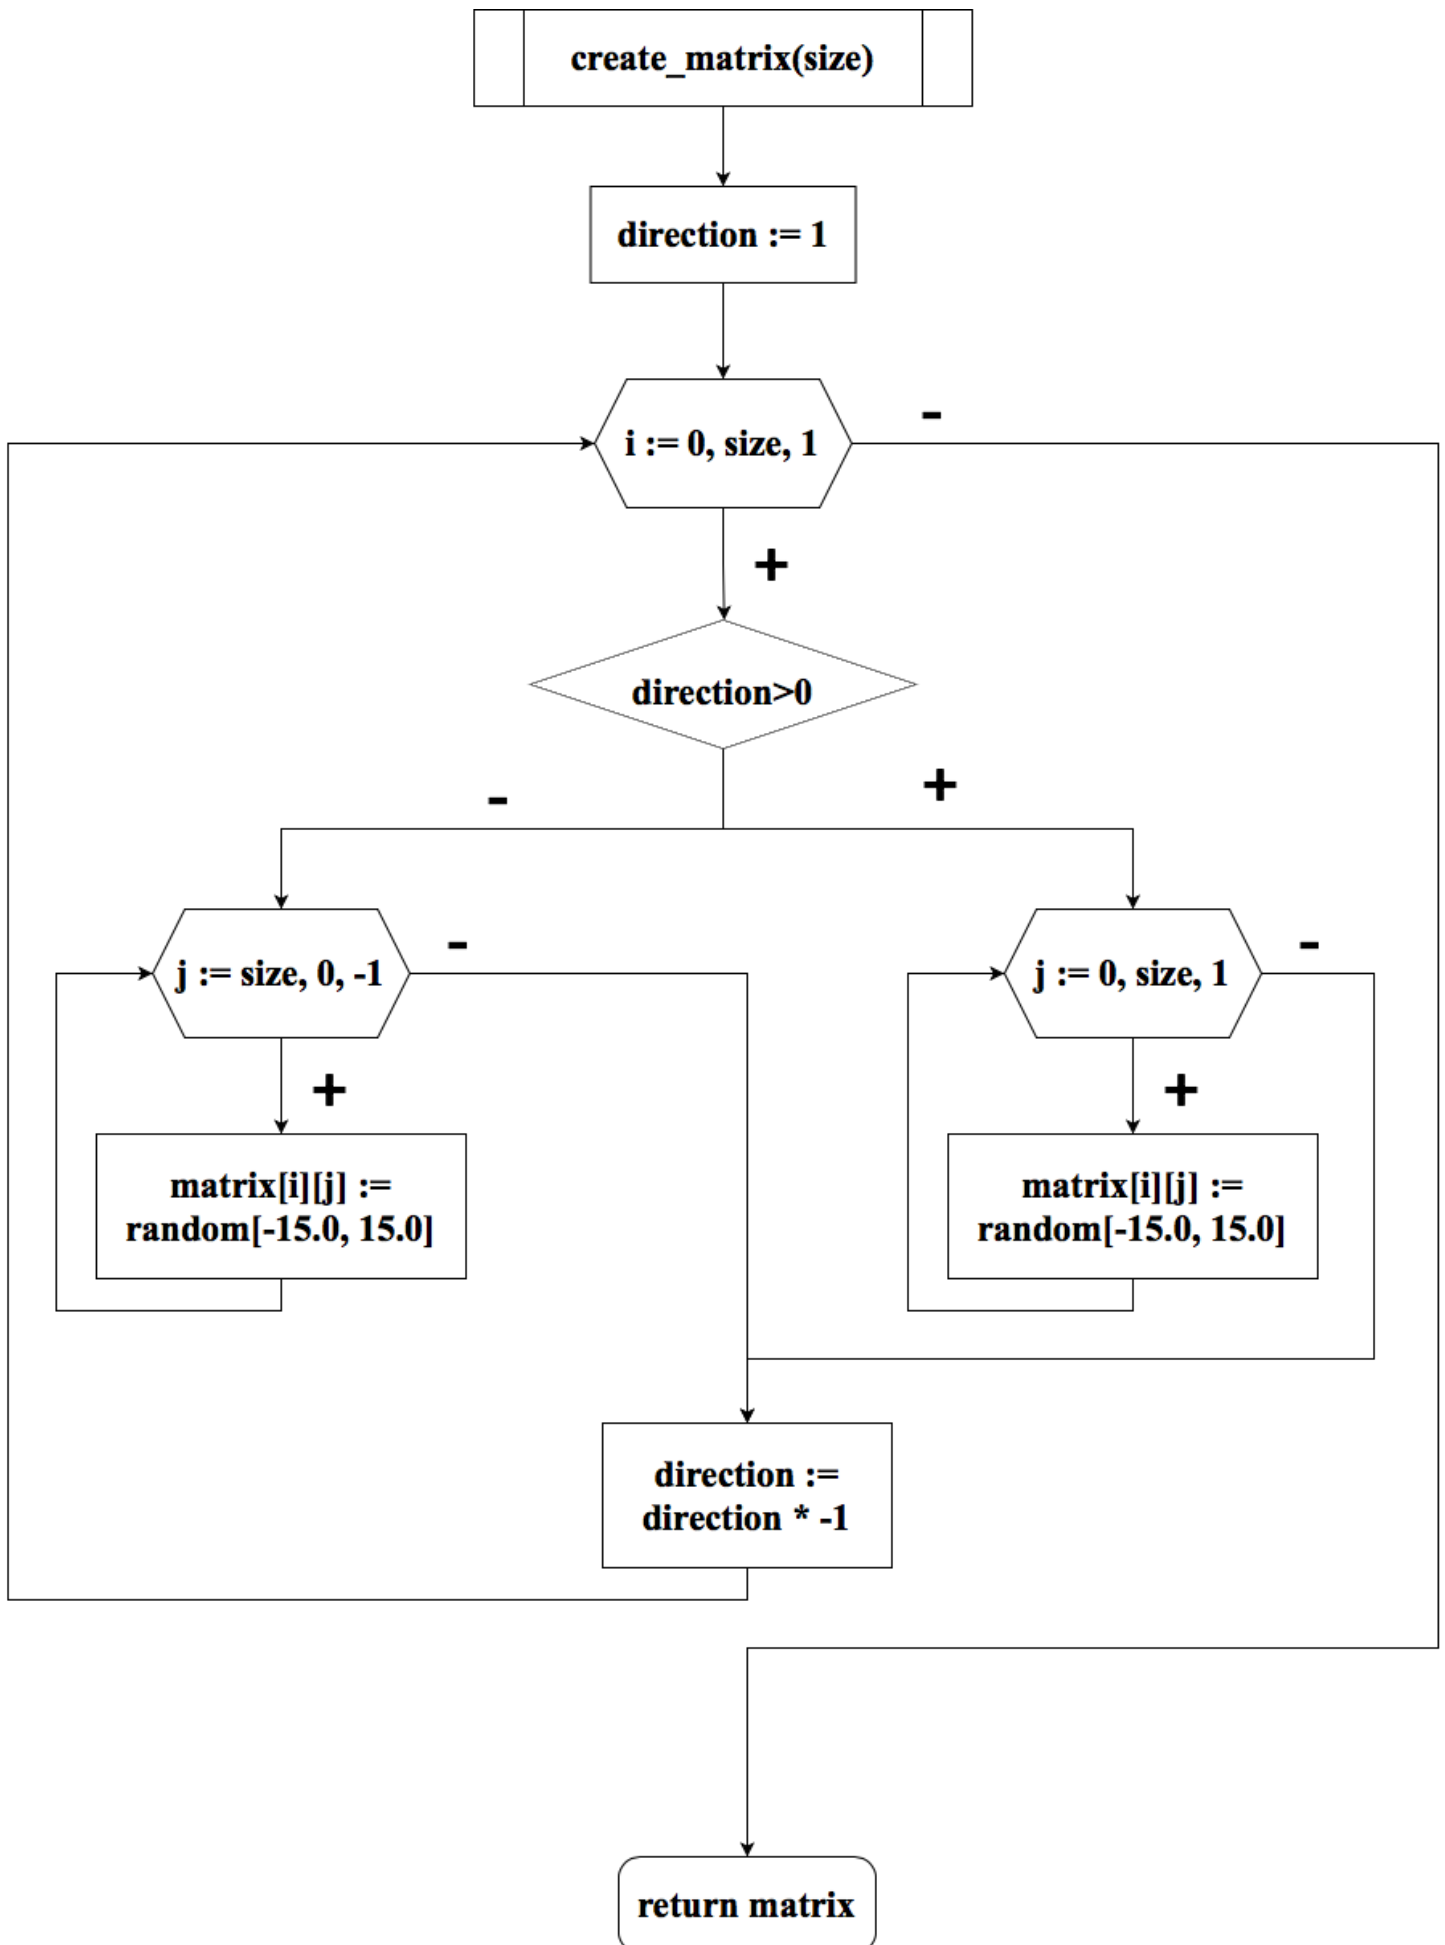 create_matrix(size)
direction := 1
-
i := 0, size, 1
+
direction>0
-
+
-
-
j := size, 0, -1
j := 0, size, 1
+
+
matrix[i][j] :=
random[-15.0, 15.0]
matrix[i][j] :=
random[-15.0, 15.0]
direction :=
direction * -1
return matrix